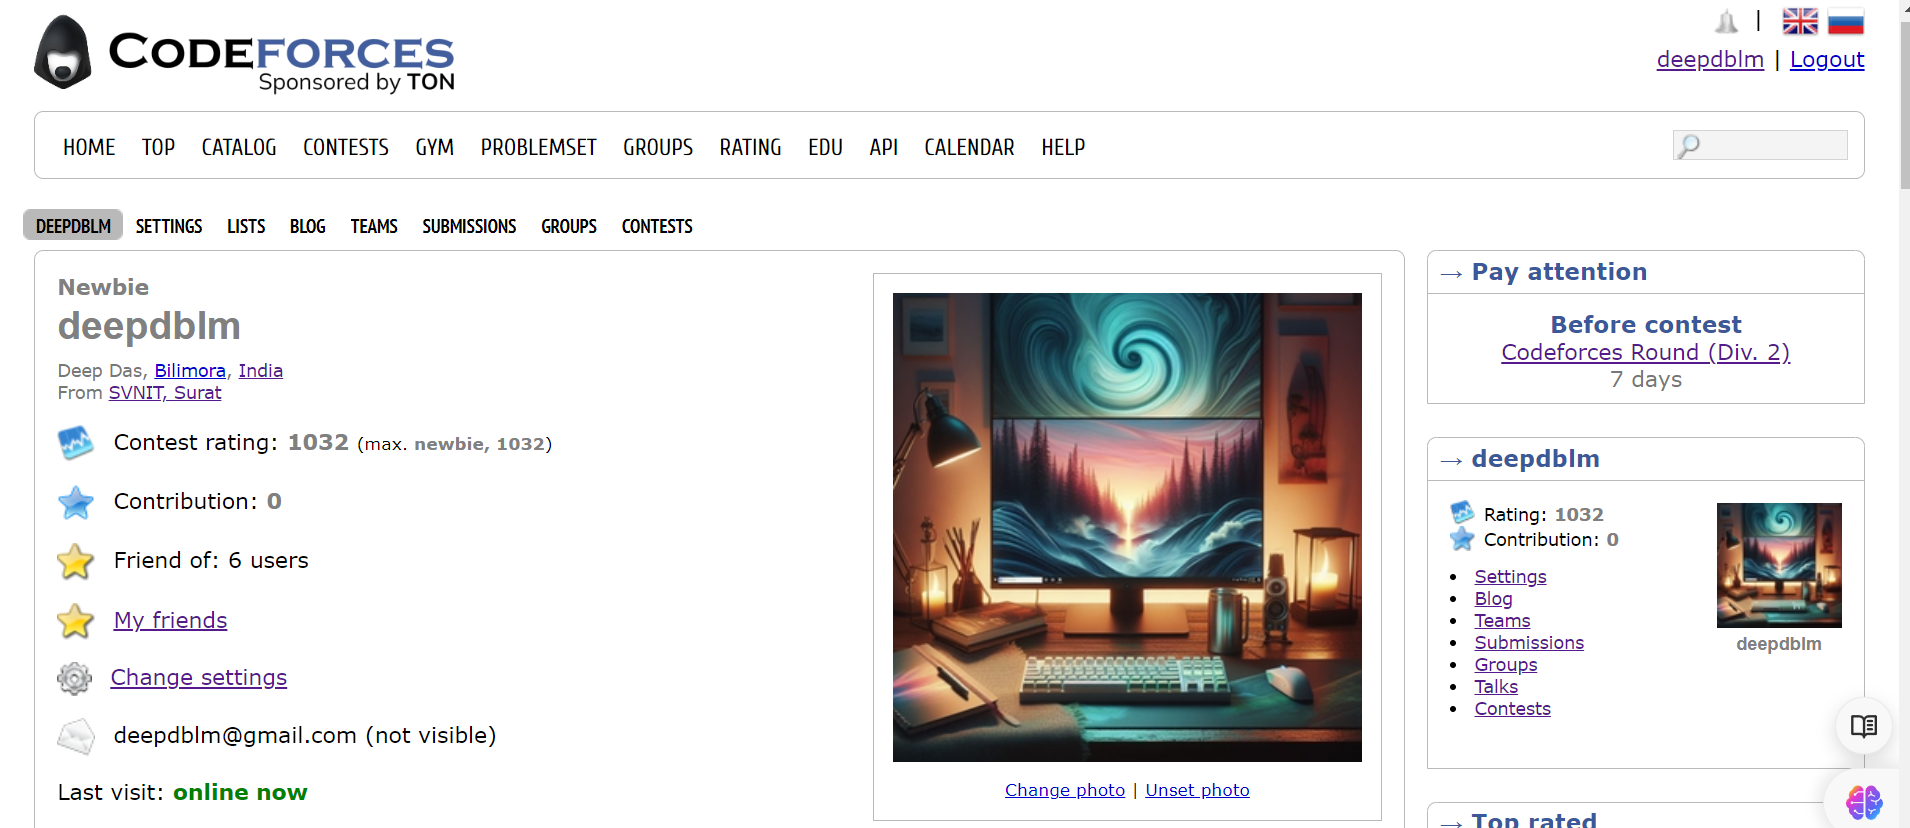 CODEFORCES
Sponsored by TON
|
deepdblm | Logout
HOME TOP CATALOG CONTESTS GYM PROBLEMSET GROUPS RATING EDU API CALENDAR HELP
DEEPDBLM SETTINGS LISTS BLOG TEAMS SUBMISSIONS GROUPS CONTESTS
Newbie
deepdblm
Deep Das, Bilimora, India
From SVNIT, Surat
Contest rating: 1032 (max. newbie, 1032)
Contribution: 0
Friend of: 6 users
My friends
Change settings
deepdblm@gmail.com (not visible)
Last visit: online now
Change photo | Unset photo
→ Pay attention
Before contest
Codeforces Round (Div. 2)
7 days
→ deepdblm
Rating: 1032
Contribution: 0
Settings
Blog
Teams
Submissions
Groups
Talks
Contests
deepdblm
→ Top rated